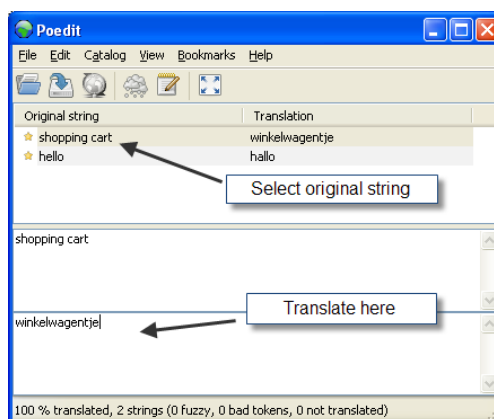 Poedit
File Edit Catalog View Bookmarks Help
Original string Translation
shopping cart winkelwagentje
hello hallo
Select original string
shopping cart
Translate here
winkelwagentje
100 % translated, 2 strings (0 fuzzy, 0 bad tokens, 0 not translated)